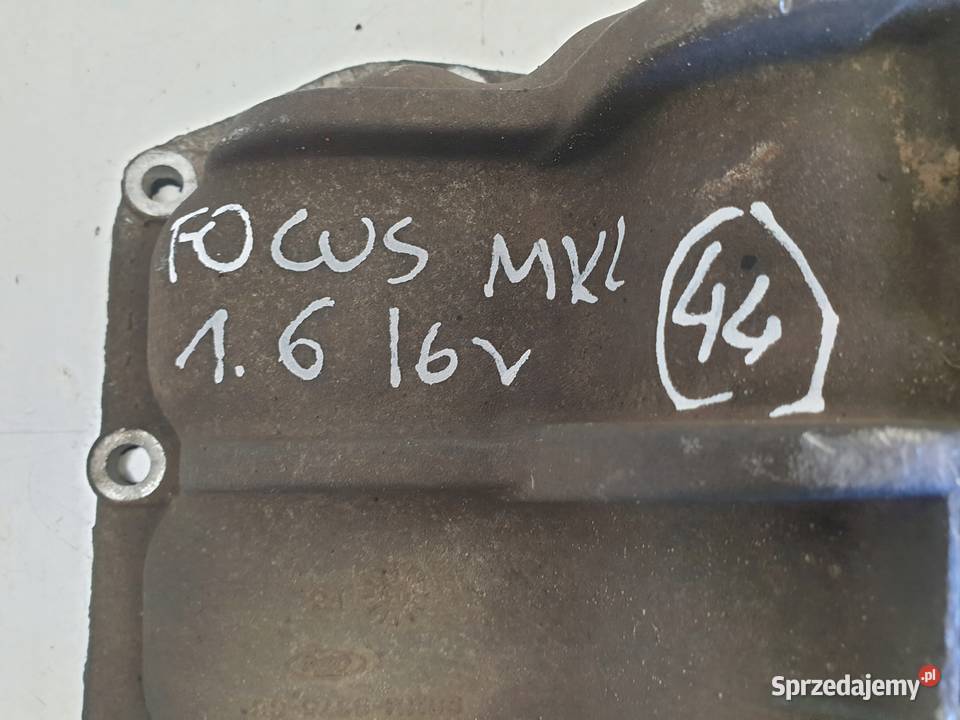 FOCUS MK1 (44)
1.6 16v
Sprzedajemy.pl